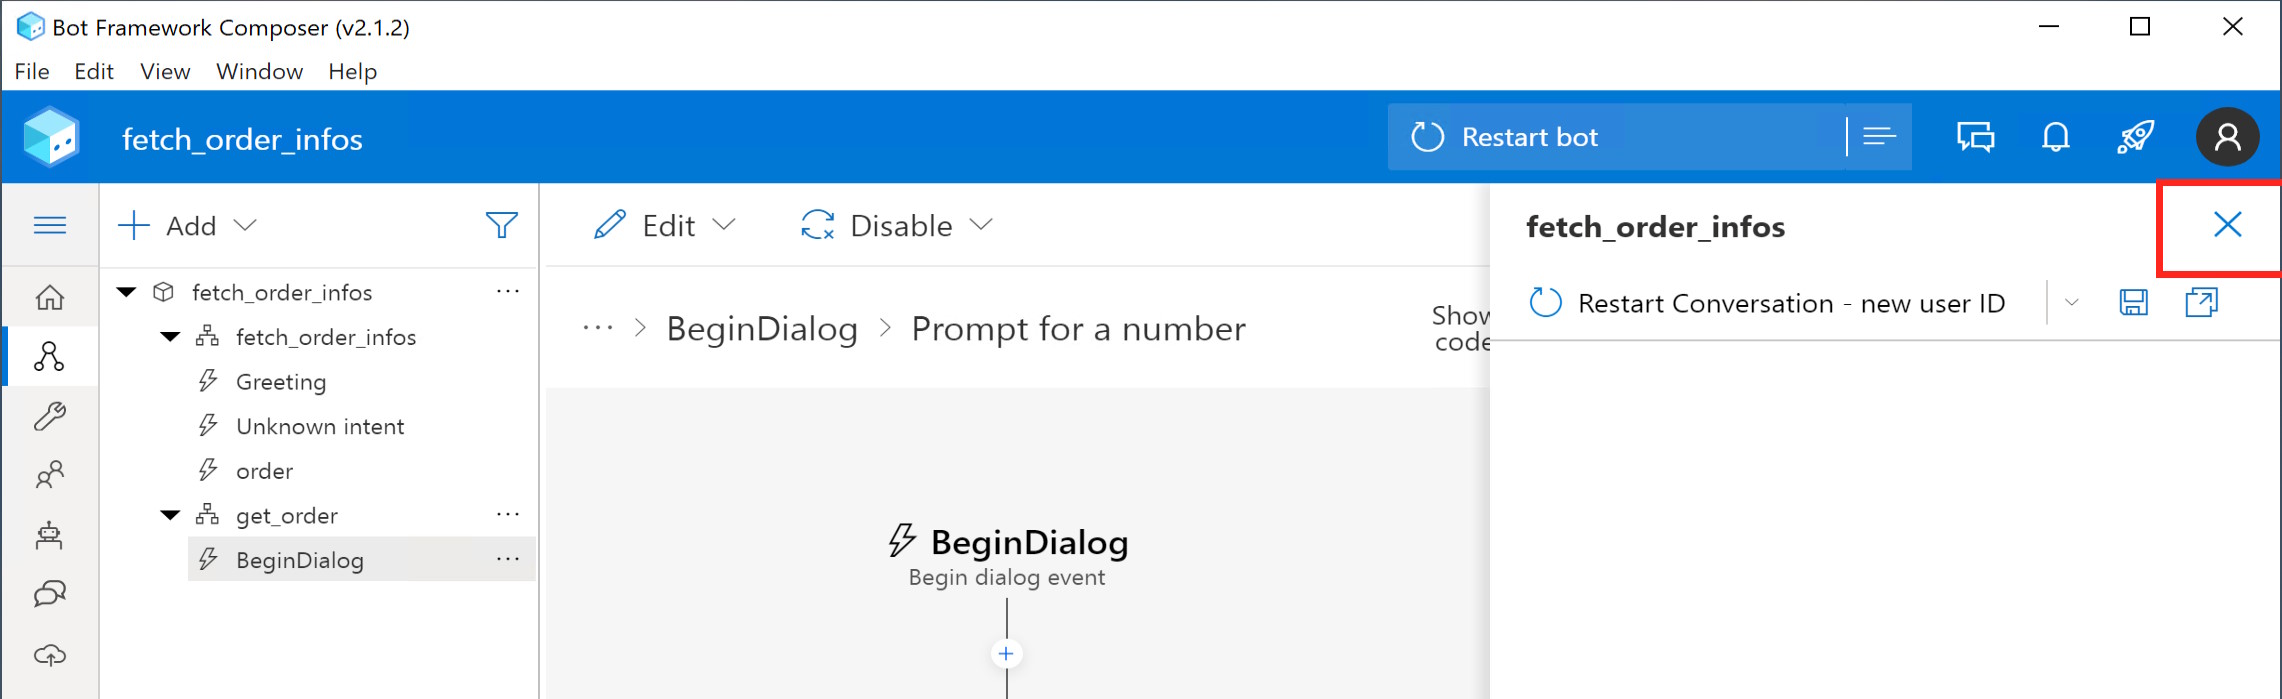 Bot Framework Composer (v2.1.2)
File Edit View Window Help
fetch_order_infos
Restart bot
Add
Edit
Disable
fetch_order_infos
fetch_order_infos
fetch_order_infos
Greeting
Unknown intent
order
get_order
BeginDialog
··· > BeginDialog > Prompt for a number
Show
code
Restart Conversation - new user ID
BeginDialog
Begin dialog event